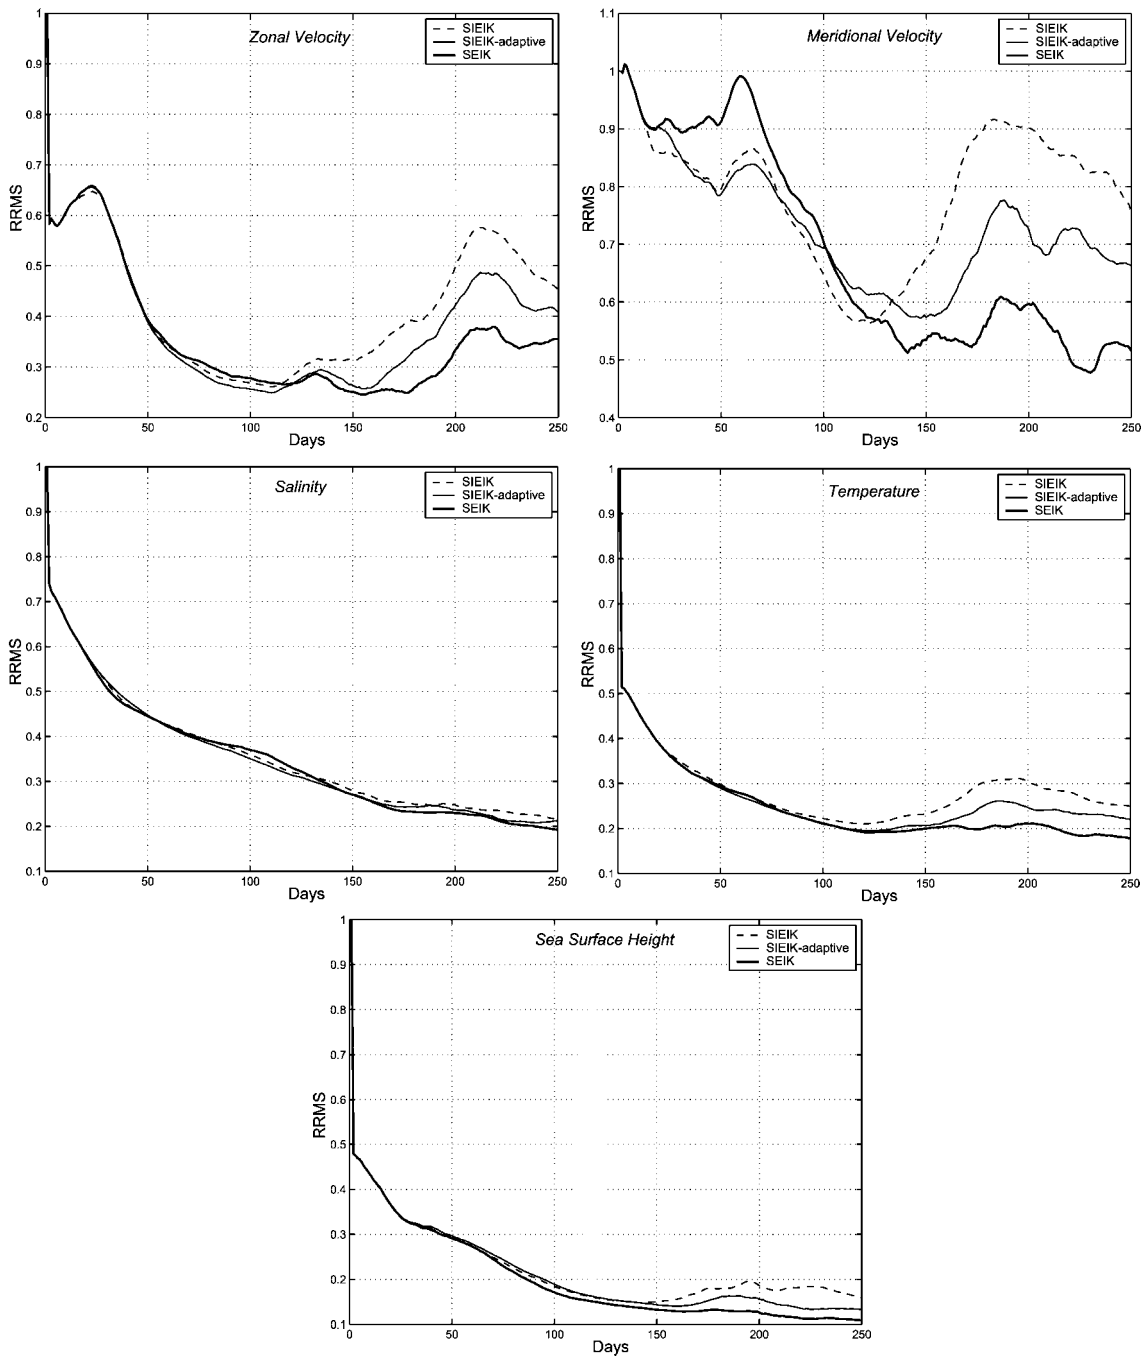 Zonal Velocity
SIEIK
SIEIK-adaptive
SEIK
1
0.9
0.8
0.7
0.6
0.5
0.4
0.3
0.2
RRMS
0
50
100
150
200
250
Days
Meridional Velocity
SIEIK
SIEIK-adaptive
SEIK
1.1
1
0.9
0.8
0.7
0.6
0.5
0.4
RRMS
0
50
100
150
200
250
Days
Salinity
SIEIK
SIEIK-adaptive
SEIK
1
0.9
0.8
0.7
0.6
0.5
0.4
0.3
0.2
0.1
RRMS
0
50
100
150
200
250
Days
Temperature
SIEIK
SIEIK-adaptive
SEIK
1
0.9
0.8
0.7
0.6
0.5
0.4
0.3
0.2
0.1
RRMS
0
50
100
150
200
250
Days
Sea Surface Height
SIEIK
SIEIK-adaptive
SEIK
1
0.9
0.8
0.7
0.6
0.5
0.4
0.3
0.2
0.1
RRMS
0
50
100
150
200
250
Days